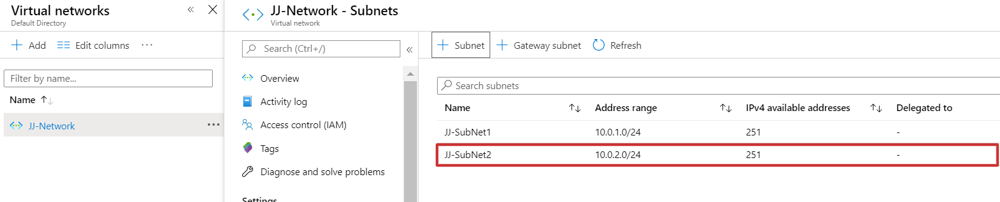 Virtual networks
Default Directory
Add
Edit columns
Filter by name...
Name
JJ-Network
JJ-Network - Subnets
Virtual network
Search (Ctrl+/)
Overview
Activity log
Access control (IAM)
Tags
Diagnose and solve problems
Settings
Subnet
Gateway subnet
Refresh
Search subnets
Name Address range IPv4 available addresses Delegated to
JJ-SubNet1 10.0.1.0/24 251 -
JJ-SubNet2 10.0.2.0/24 251 -